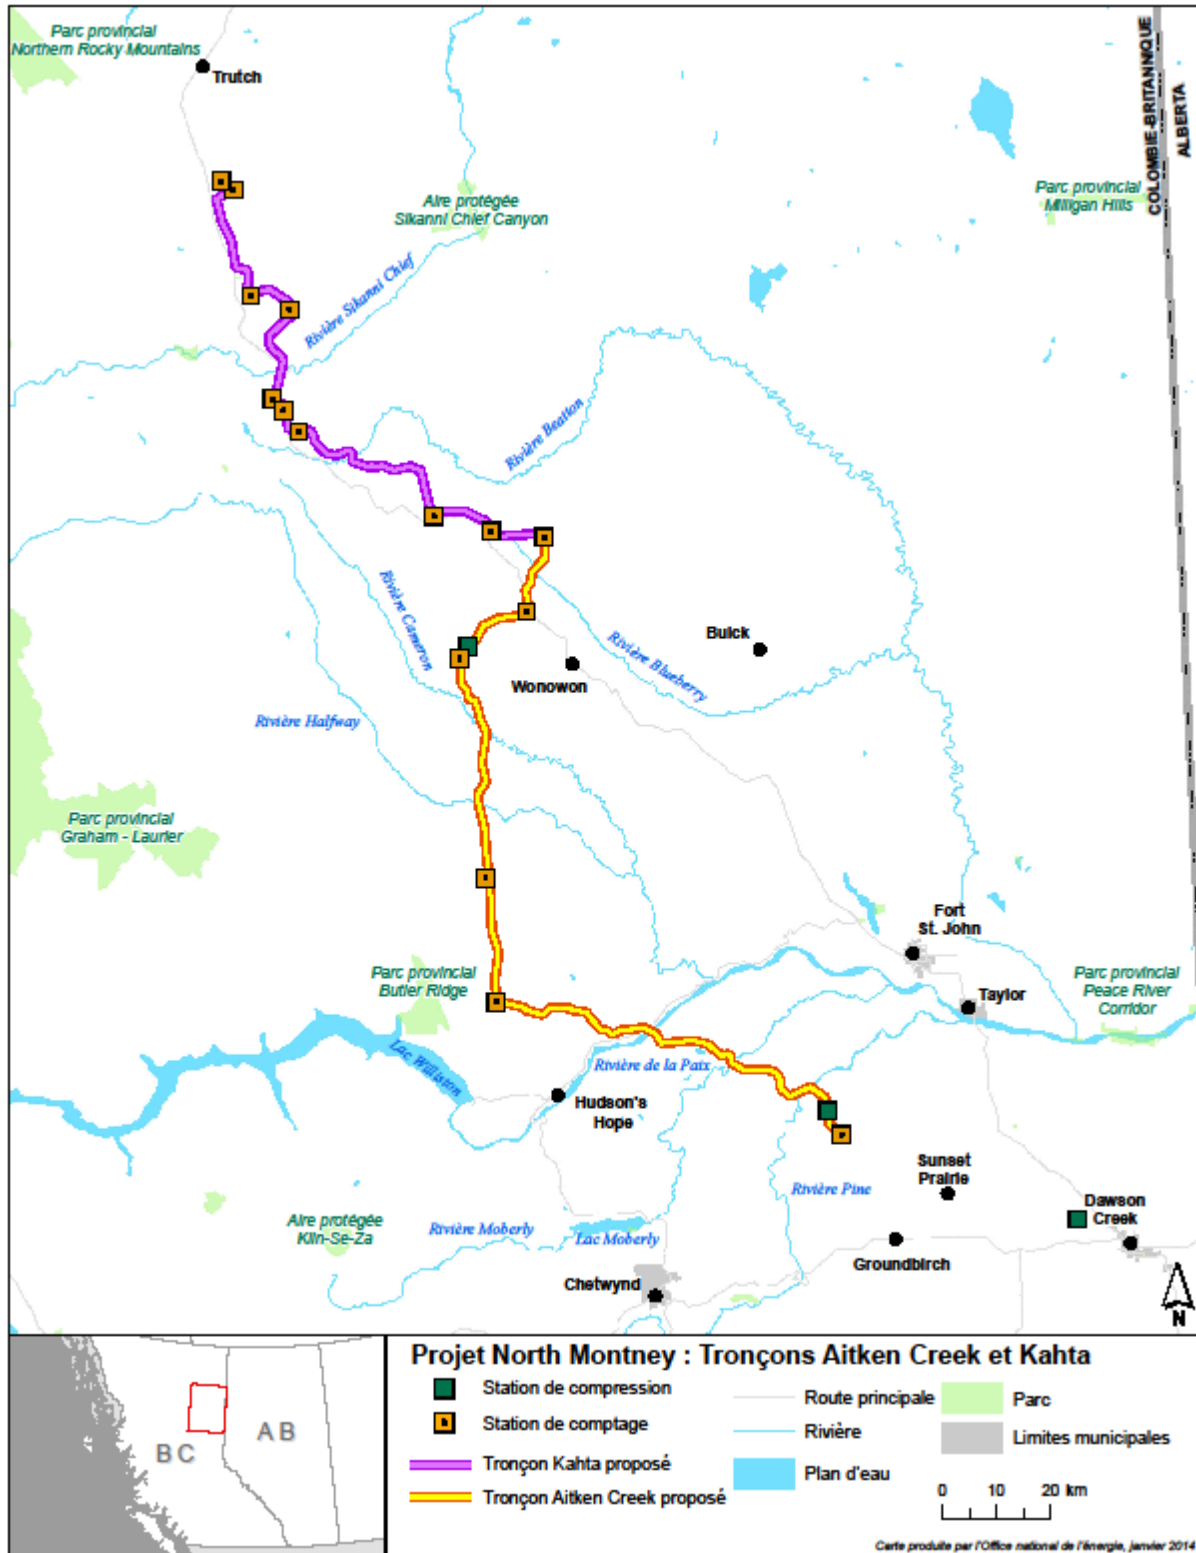 Parc provincial
Northern Rocky Mountains
Trutch
COLOMBIE-BRITANNIQUE
ALBERTA
Aire protégée
Sikanni Chief Canyon
Parc provincial
Milligan Hills
Rivière Sikanni Chief
Rivière Beatton
Rivière Cameron
Buick
Rivière Blueberry
Wonowon
Rivière Halfway
Parc provincial
Graham - Laurier
Fort
St. John
Parc provincial
Butler Ridge
Taylor
Parc provincial
Peace River
Corridor
Lac Williston
Rivière de la Paix
Hudson's
Hope
Sunset
Prairie
Rivière Pine
Dawson
Creek
Aire protégée
Klin-Se-Za
Rivière Moberly
Lac Moberly
Groundbirch
Chetwynd
N
BC
AB
Projet North Montney : Tronçons Aitken Creek et Kahta
Station de compression
Station de comptage
Tronçon Kahta proposé
Tronçon Aitken Creek proposé
Route principale
Rivière
Plan d'eau
Parc
Limites municipales
0 10 20 km
Carte produite par l'Office national de l'énergie, janvier 2014